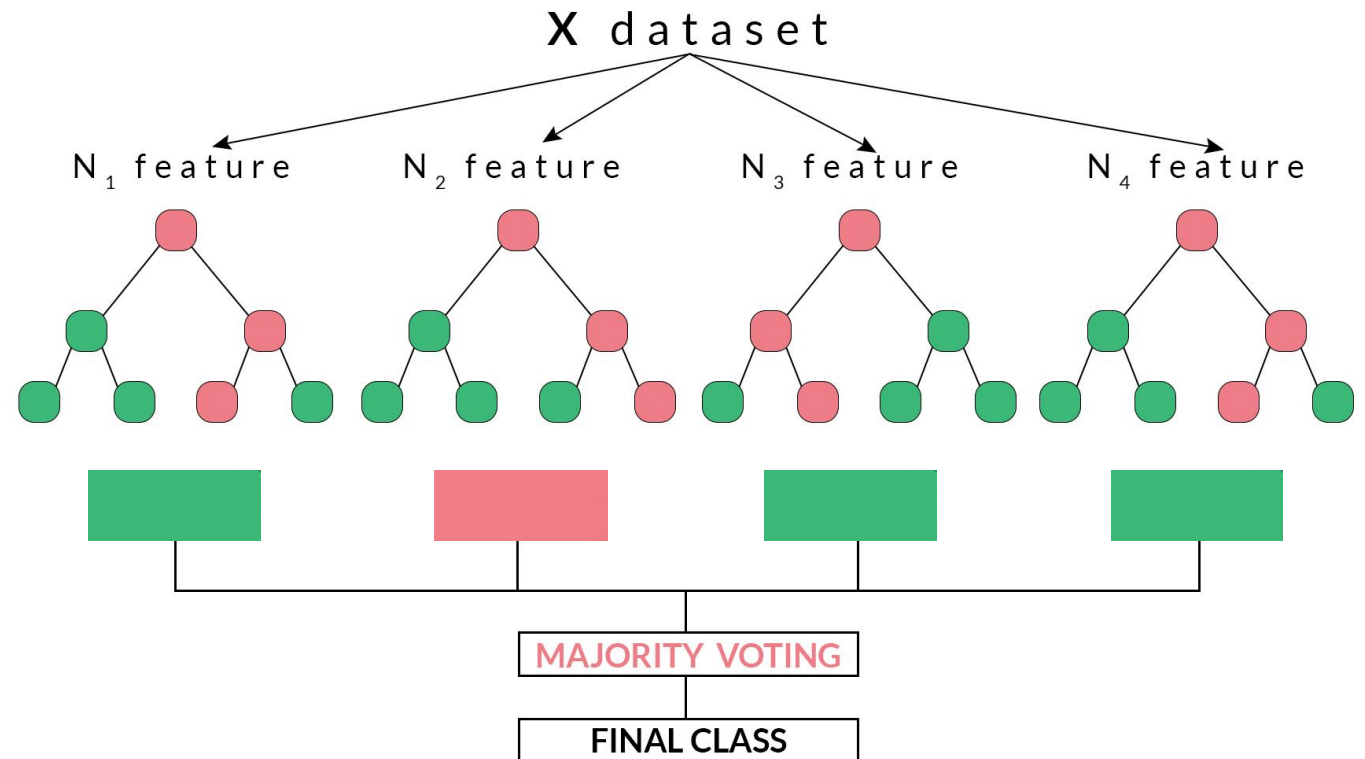 X dataset
N1 feature
N2 feature
N3 feature
N4 feature
MAJORITY VOTING
FINAL CLASS